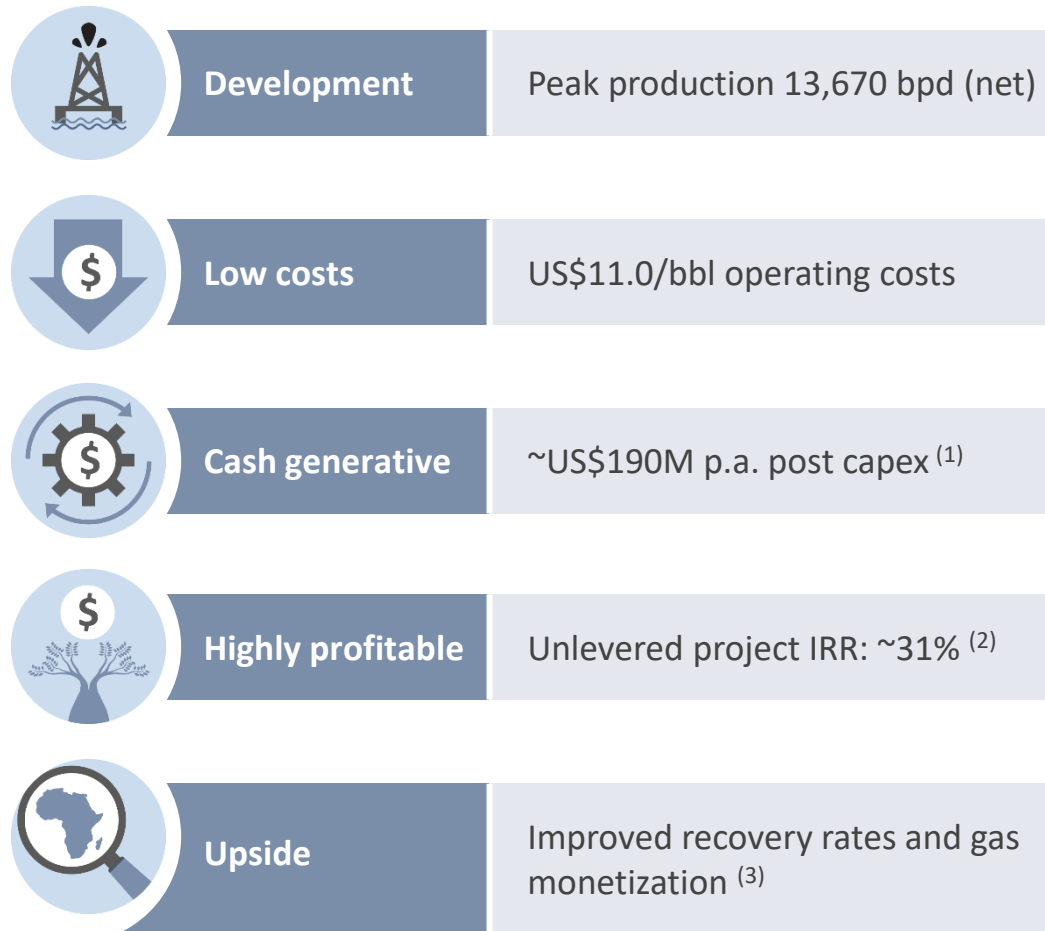 Development
Peak production 13,670 bpd (net)
$
Low costs
US$11.0/bbl operating costs
$
Cash generative
~US$190M p.a. post capex (1)
$
Highly profitable
Unlevered project IRR: ~31% (2)
Upside
Improved recovery rates and gas
monetization (3)